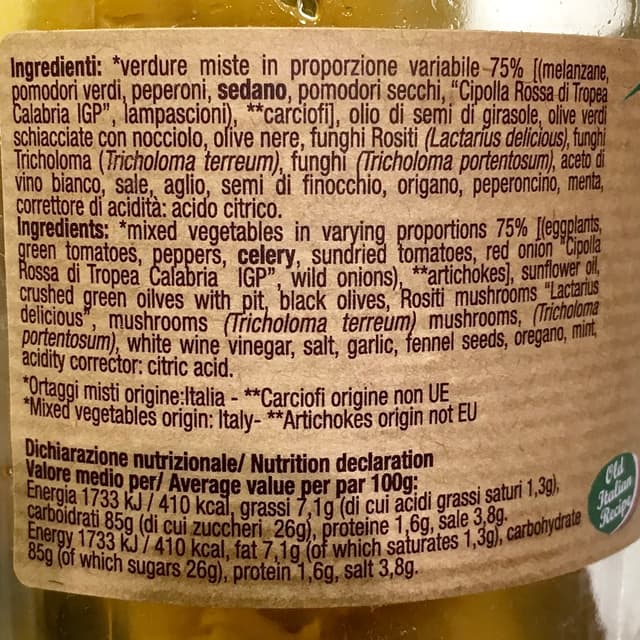 Ingredienti: *verdure miste in proporzione variabile 75% [(melanzane,
pomodori verdi, peperoni, sedano, pomodori secchi, "Cipolla Rossa di Tropea
Calabria IGP", lampascioni), **carciofi], olio di semi di girasole, olive verdi
schiacciate con nocciolo, olive nere, funghi Rositi (Lactarius delicious), funghi
Tricholoma (Tricholoma terreum), funghi (Tricholoma portentosum), aceto di
vino bianco, sale, aglio, semi di finocchio, origano, peperoncino, menta,
correttore di acidità: acido citrico.
Ingredients: *mixed vegetables in varying proportions 75% [(eggplants,
green tomatoes, peppers, celery, sundried tomatoes, red onion "Cipolla
Rossa di Tropea Calabria IGP", wild onions), **artichokes], sunflower oil,
crushed green oilves with pit, black olives, Rositi mushrooms "Lactarius
delicious", mushrooms (Tricholoma terreum) mushrooms, (Tricholoma
portentosum), white wine vinegar, salt, garlic, fennel seeds, oregano, mint,
acidity corrector: citric acid.
*Ortaggi misti origine:Italia - **Carciofi origine non UE
*Mixed vegetables origin: Italy- **Artichokes origin not EU
Dichiarazione nutrizionale/ Nutrition declaration
Valore medio per/ Average value per par 100g:
Energia 1733 kJ / 410 kcal, grassi 7,1g (di cui acidi grassi saturi 1,3g),
carboidrati 85g (di cui zuccheri 26g), proteine 1,6g, sale 3,8g.
Energy 1733 kJ / 410 kcal, fat 7,1g (of which saturates 1,3g), carbohydrate
85g (of which sugars 26g), protein 1,6g, salt 3,8g.
Old
Italian
Recipe